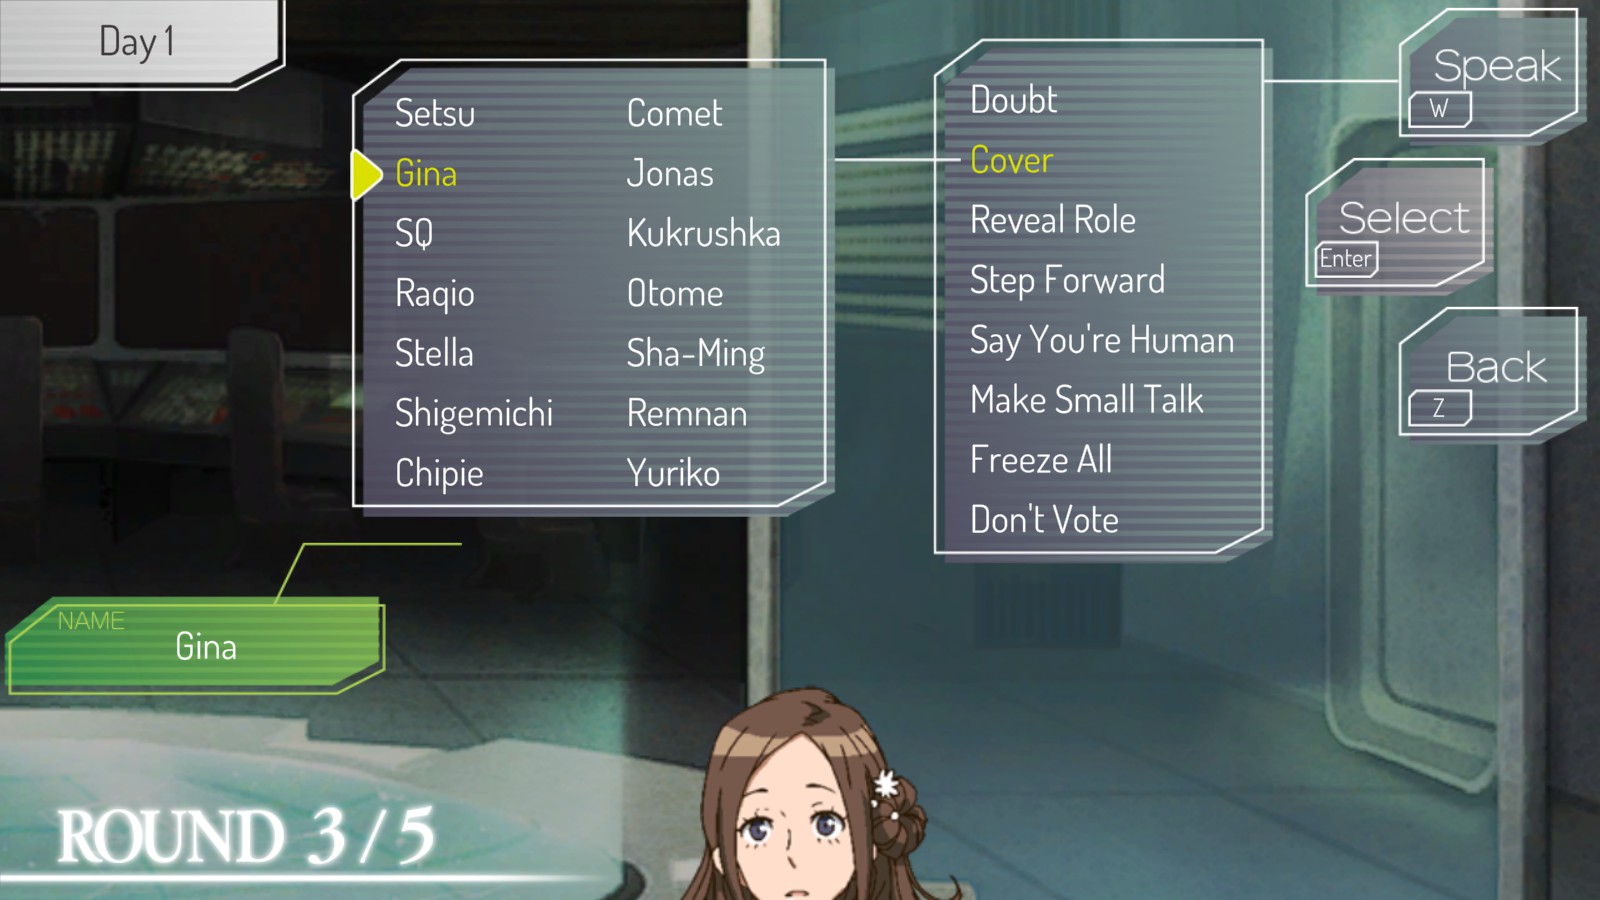 Day 1
Setsu
Gina
SQ
Raqio
Stella
Shigemichi
Chipie
Comet
Jonas
Kukrushka
Otome
Sha-Ming
Remnan
Yuriko
Doubt
Cover
Reveal Role
Step Forward
Say You're Human
Make Small Talk
Freeze All
Don't Vote
Speak
W
Select
Enter
Back
Z
NAME
Gina
ROUND 3/5